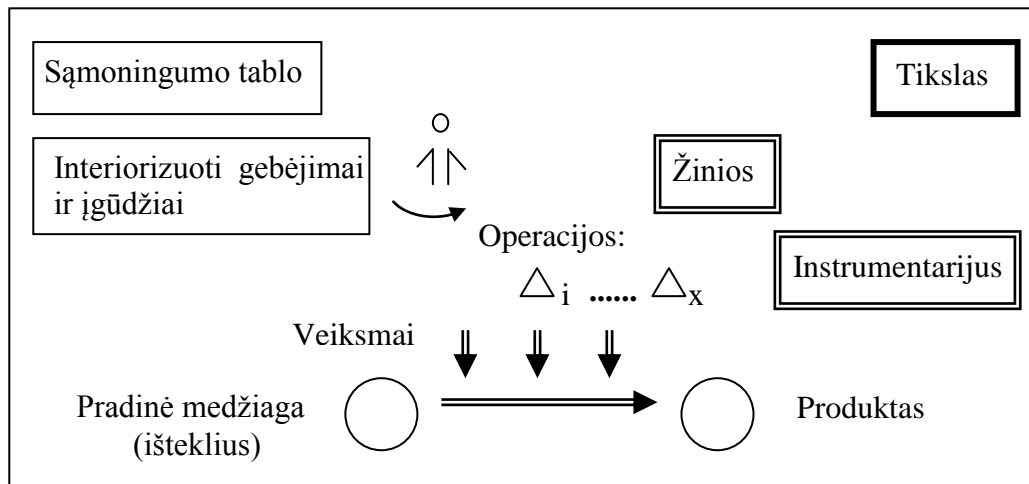 Sąmoningumo tablo
Tikslas
Interiorizuoti gebėjimai
ir įgūdžiai
Žinios
Operacijos:
Instrumentarijus
i ...... x
Veiksmai
Pradinė medžiaga
(išteklius)
Produktas